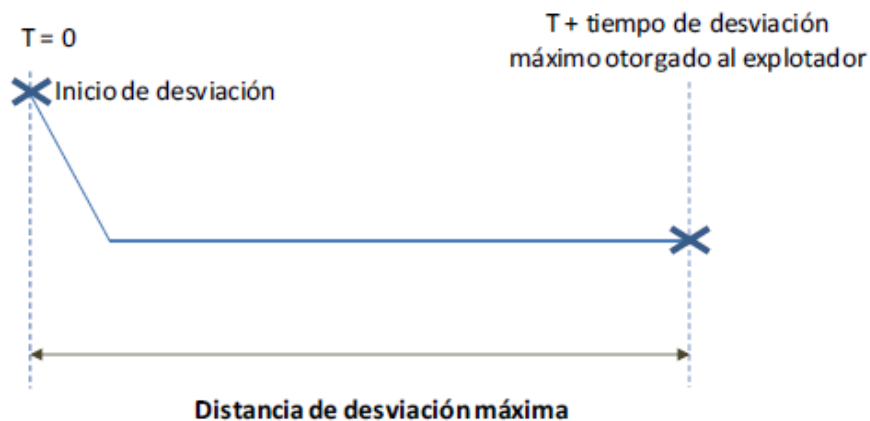 T = 0
T + tiempo de desviación
máximo otorgado al explotador
Inicio de desviación
Distancia de desviación máxima